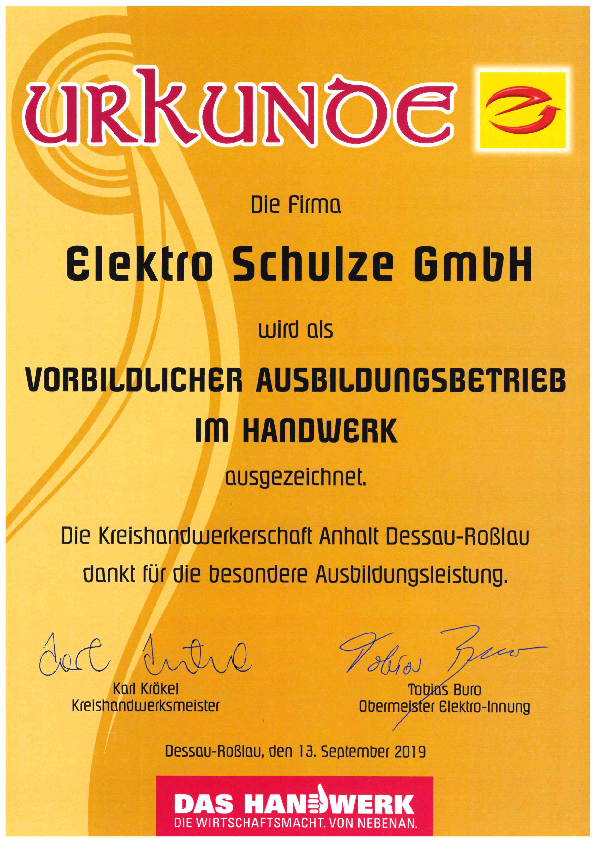 URKUNDE
Die Firma
Elektro Schulze GmbH
wird als
VORBILDLICHER AUSBILDUNGSBETRIEB
IM HANDWERK
ausgezeichnet.
Die Kreishandwerkerschaft Anhalt Dessau-Roßlau
dankt für die besondere Ausbildungsleistung.
Tobias Buro
Karl Krökel
Kreishandwerksmeister
Tobias Buro
Obermeister Elektro-Innung
Dessau-Roßlau, den 13. September 2019
DAS HANDWERK
DIE WIRTSCHAFTSMACHT. VON NEBENAN.